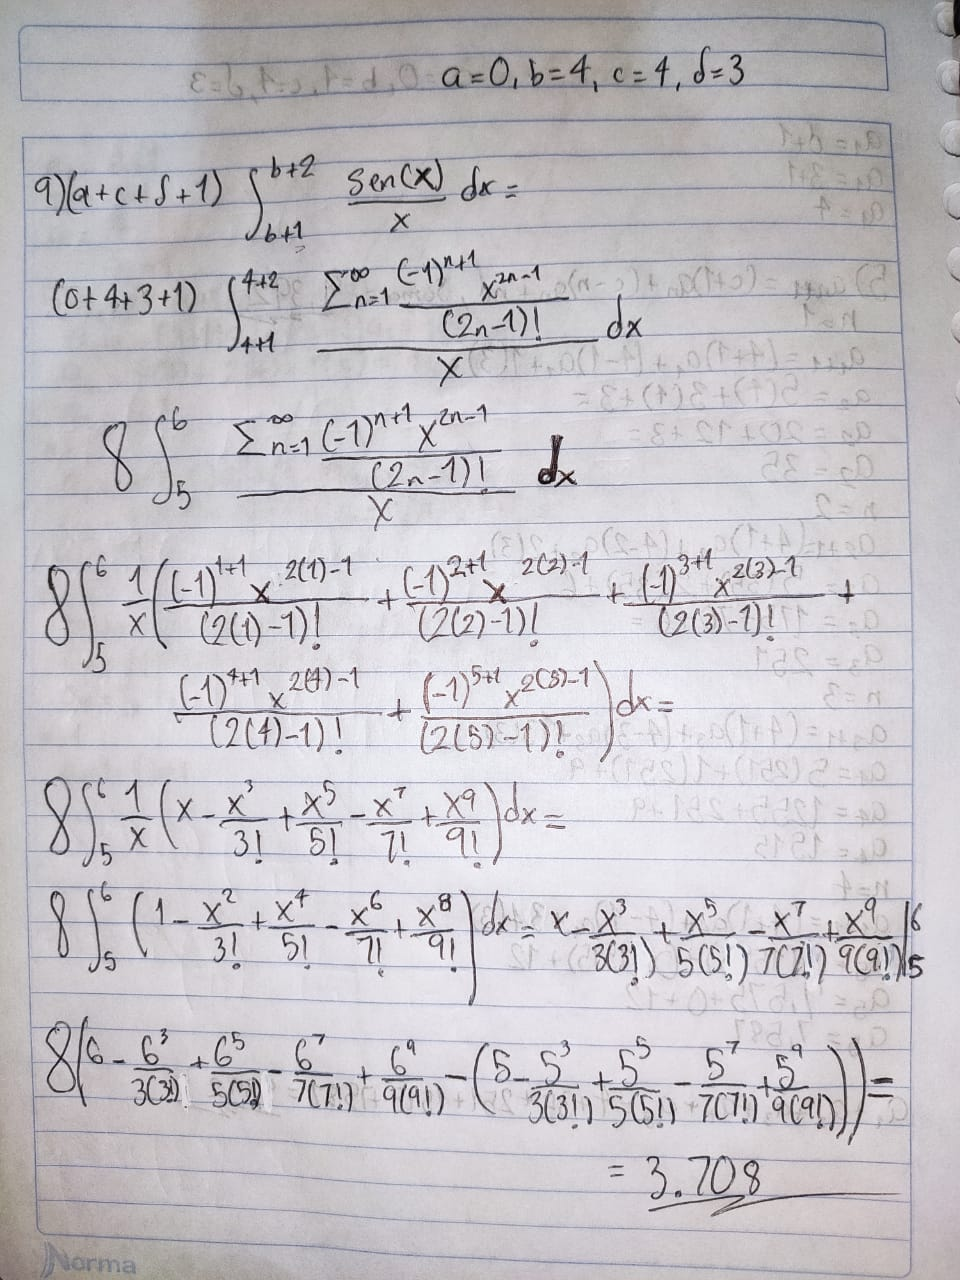 a=0, b=4, c=4, d=3
9)(a+c+d+1) ∫_{b+1}^{b+2} sen(x)/x dx =
(0+4+3+1) ∫_{4+1}^{4+2} (∑_{n=1}^{∞} (-1)^{n+1} x^{2n-1}/(2n-1)!)/x dx
8 ∫_5^6 (∑_{n=1}^{∞} (-1)^{n+1} x^{2n-1}/(2n-1)!)/x dx
8 ∫_5^6 1/x ((-1)^{1+1} x^{2(1)-1}/(2(1)-1)! + (-1)^{2+1} x^{2(2)-1}/(2(2)-1)! + (-1)^{3+1} x^{2(3)-1}/(2(3)-1)! +
(-1)^{4+1} x^{2(4)-1}/(2(4)-1)! + (-1)^{5+1} x^{2(5)-1}/(2(5)-1)!) dx =
8 ∫_5^6 1/x (x - x^3/3! + x^5/5! - x^7/7! + x^9/9!) dx =
8 ∫_5^6 (1 - x^2/3! + x^4/5! - x^6/7! + x^8/9!) dx = x - x^3/3(3!) + x^5/5(5!) - x^7/7(7!) + x^9/9(9!) |_5^6
8(6 - 6^3/3(3!) + 6^5/5(5!) - 6^7/7(7!) + 6^9/9(9!) - (5 - 5^3/3(3!) + 5^5/5(5!) - 5^7/7(7!) + 5^9/9(9!))) =
= 3.708
Norma